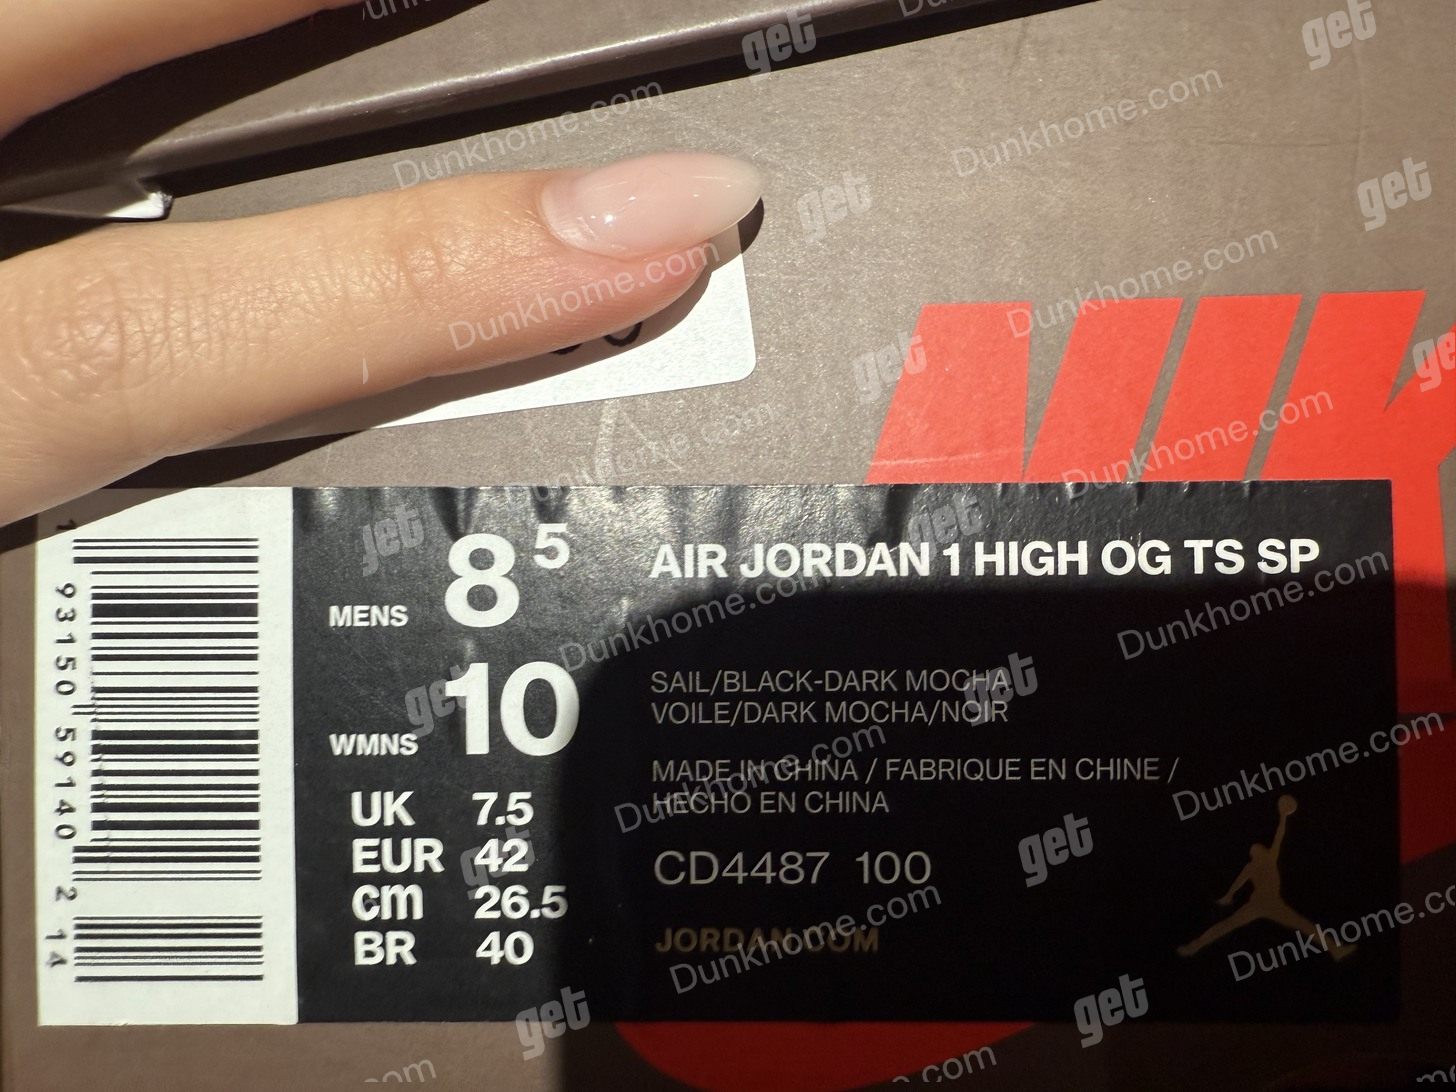 NIK
AIR JORDAN 1 HIGH OG TS SP
MENS 8 5
WMNS 10
UK 7.5
EUR 42
cm 26.5
BR 40
SAIL/BLACK-DARK MOCHA
VOILE/DARK MOCHA/NOIR
MADE IN CHINA / FABRIQUE EN CHINE /
HECHO EN CHINA
CD4487 100
JORDAN.COM
1 93150 59140 2 14
get
Dunkhome.com